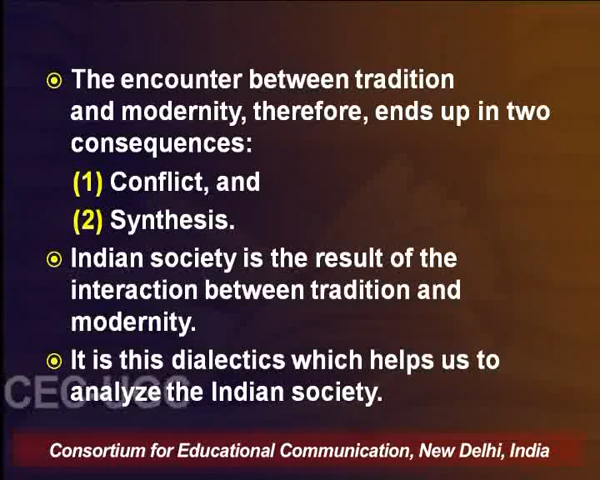 The encounter between tradition
and modernity, therefore, ends up in two
consequences:
(1) Conflict, and
(2) Synthesis.
Indian society is the result of the
interaction between tradition and
modernity.
It is this dialectics which helps us to
analyze the Indian society.
CEC-UGC
Consortium for Educational Communication, New Delhi, India